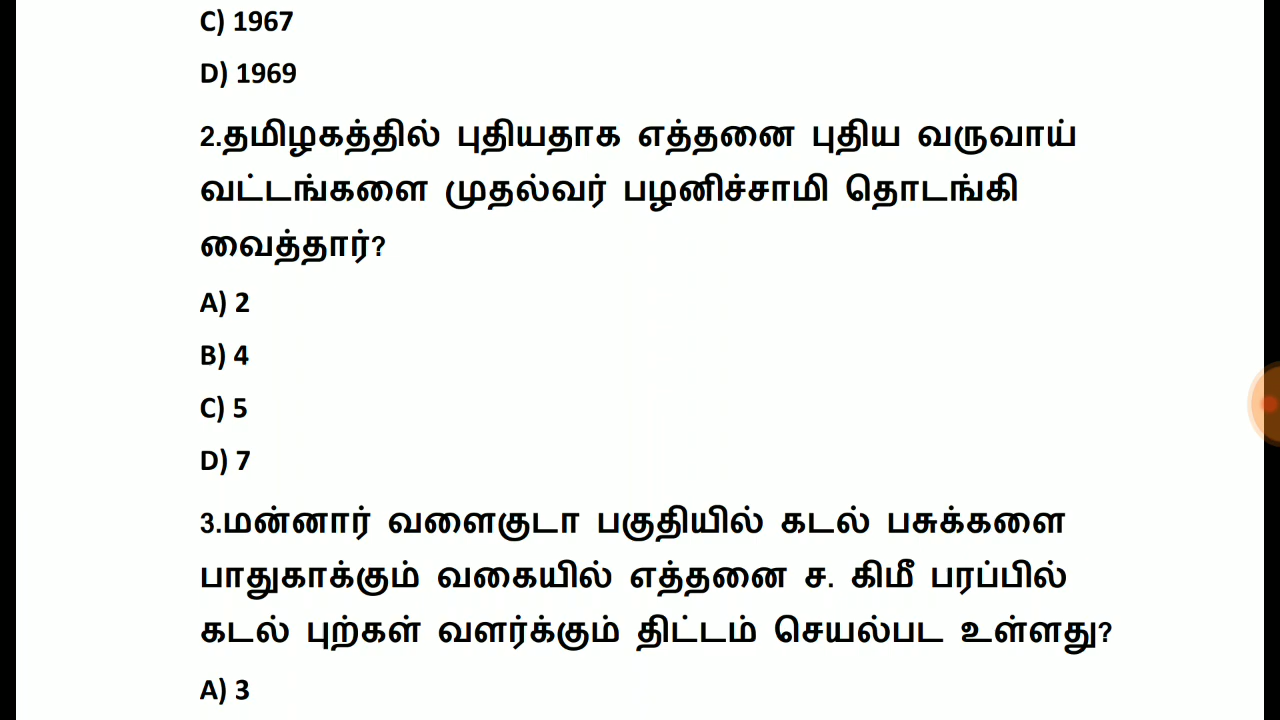 C) 1967
D) 1969
2.தமிழகத்தில் புதியதாக எத்தனை புதிய வருவாய்
வட்டங்களை முதல்வர் பழனிச்சாமி தொடங்கி
வைத்தார்?
A) 2
B) 4
C) 5
D) 7
3.மன்னார் வளைகுடா பகுதியில் கடல் பசுக்களை
பாதுகாக்கும் வகையில் எத்தனை ச. கிமீ பரப்பில்
கடல் புற்கள் வளர்க்கும் திட்டம் செயல்பட உள்ளது?
A) 3